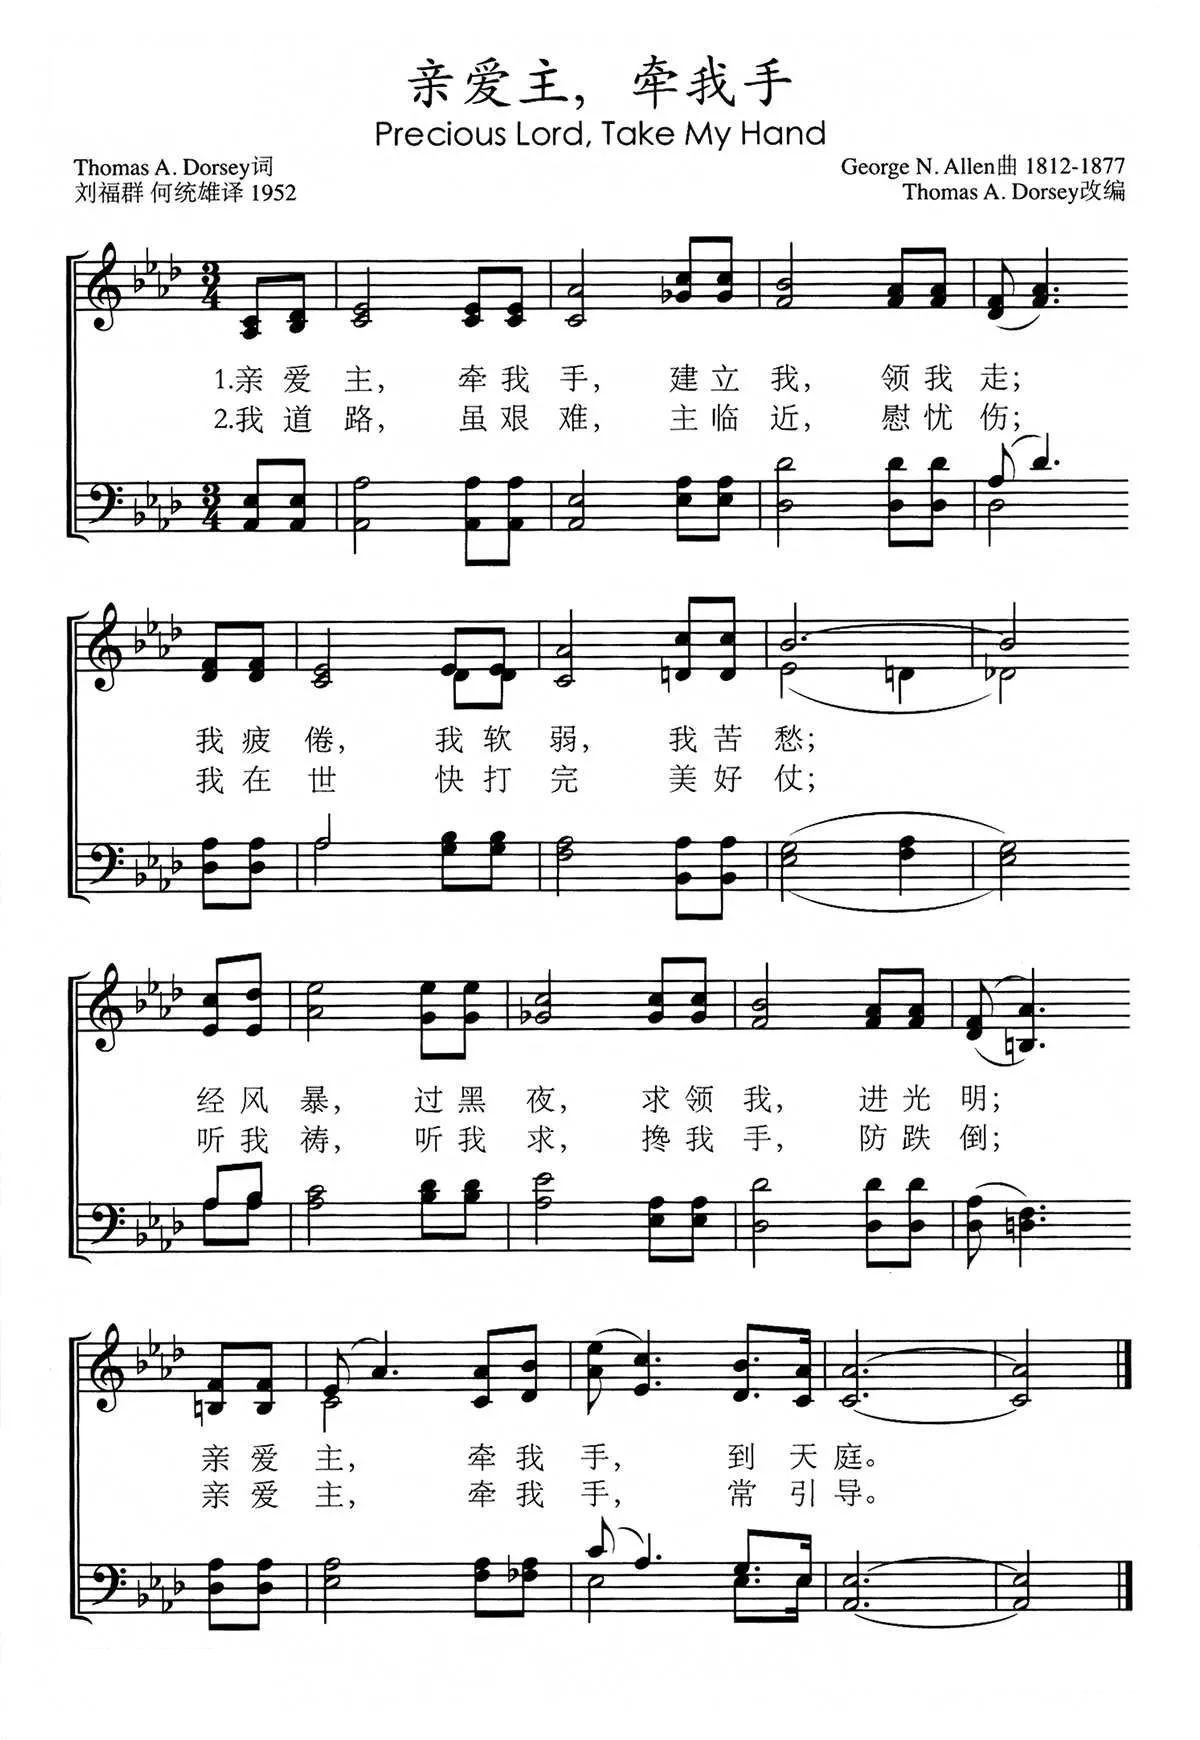 亲爱主，牵我手
Precious Lord, Take My Hand
Thomas A. Dorsey词
刘福群 何统雄译 1952
George N. Allen曲 1812-1877
Thomas A. Dorsey改编
1.亲爱主，牵我手，建立我，领我走；
2.我道路，虽艰难，主临近，慰忧伤；
我疲倦，我软弱，我苦愁；
我在世 快打完 美好仗；
经风暴，过黑夜，求领我，进光明；
听我祷，听我求，搀我手，防跌倒；
亲爱主，牵我手，到天庭。
亲爱主，牵我手，常引导。